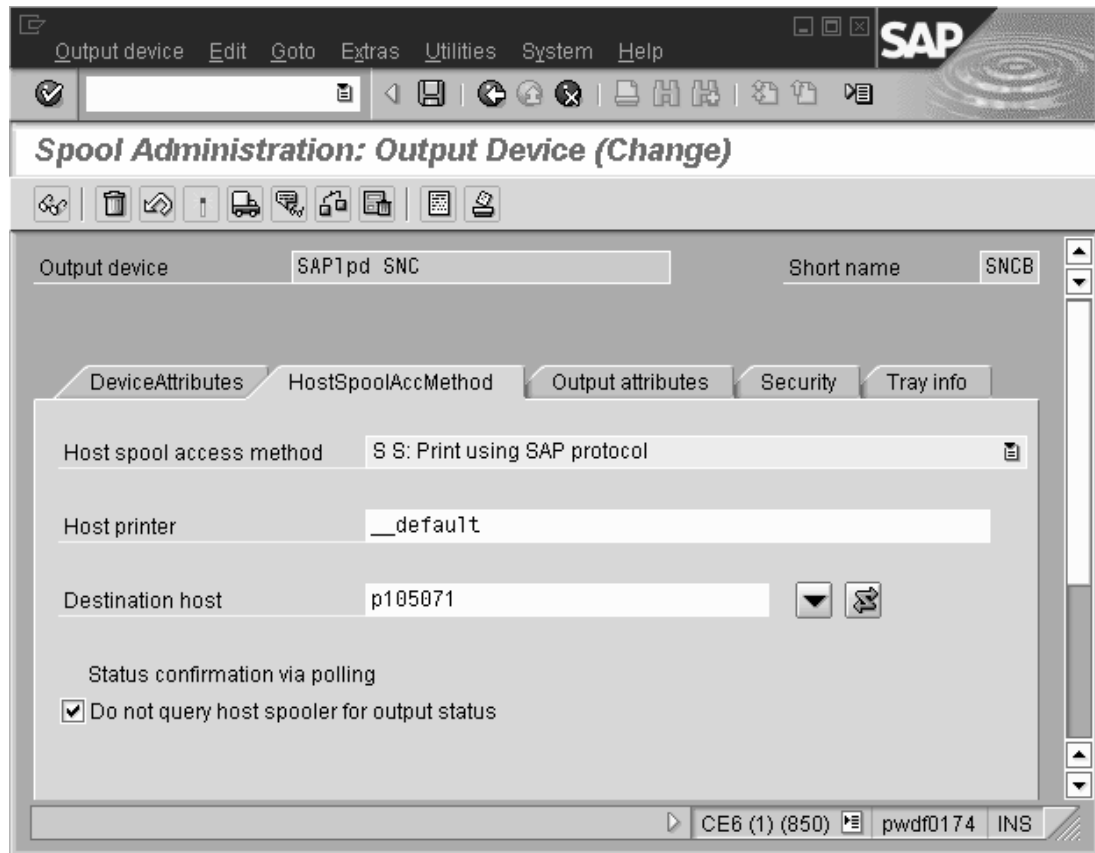 Output device Edit Goto Extras Utilities System Help
SAP
Spool Administration: Output Device (Change)
Output device SAPlpd SNC Short name SNCB
DeviceAttributes HostSpoolAccMethod Output attributes Security Tray info
Host spool access method S S: Print using SAP protocol
Host printer __default
Destination host p105071
Status confirmation via polling
Do not query host spooler for output status
CE6 (1) (850) pwdf0174 INS